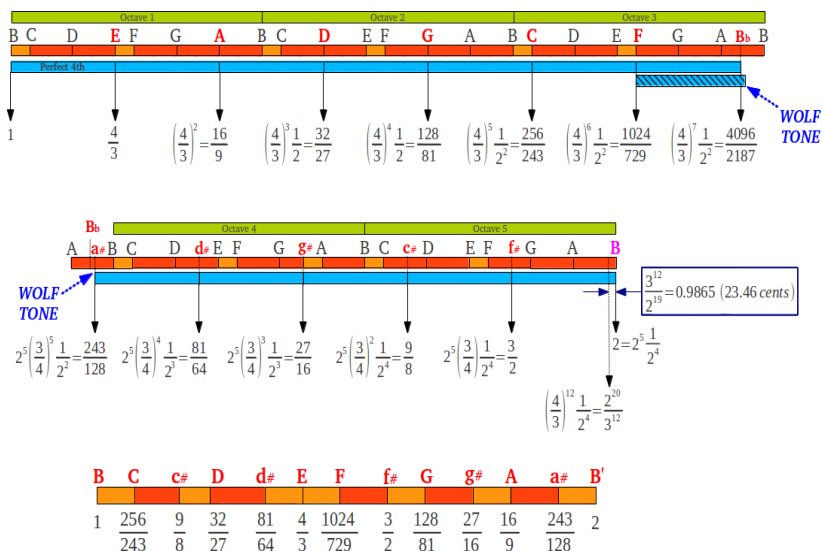 Octave 1 Octave 2 Octave 3
B C D E F G A B C D E F G A B C D E F G A Bb B
Perfect 4th
WOLF
TONE
1 4/3 (4/3)^2=16/9 (4/3)^3 1/2=32/27 (4/3)^4 1/2=128/81 (4/3)^5 1/2^2=256/243 (4/3)^6 1/2^2=1024/729 (4/3)^7 1/2^2=4096/2187
Octave 4 Octave 5
Bb
A a# B C D d# E F G g# A B C c# D E F f# G A B
WOLF
TONE
3^12/2^19=0.9865 (23.46 cents)
2^5(3/4)^5 1/2^2=243/128 2^5(3/4)^4 1/2^3=81/64 2^5(3/4)^3 1/2^3=27/16 2^5(3/4)^2 1/2^4=9/8 2^5(3/4) 1/2^4=3/2 2=2^5 1/2^4
(4/3)^12 1/2^4=2^20/3^12
B C c# D d# E F f# G g# A a# B'
1 256/243 9/8 32/27 81/64 4/3 1024/729 3/2 128/81 27/16 16/9 243/128 2